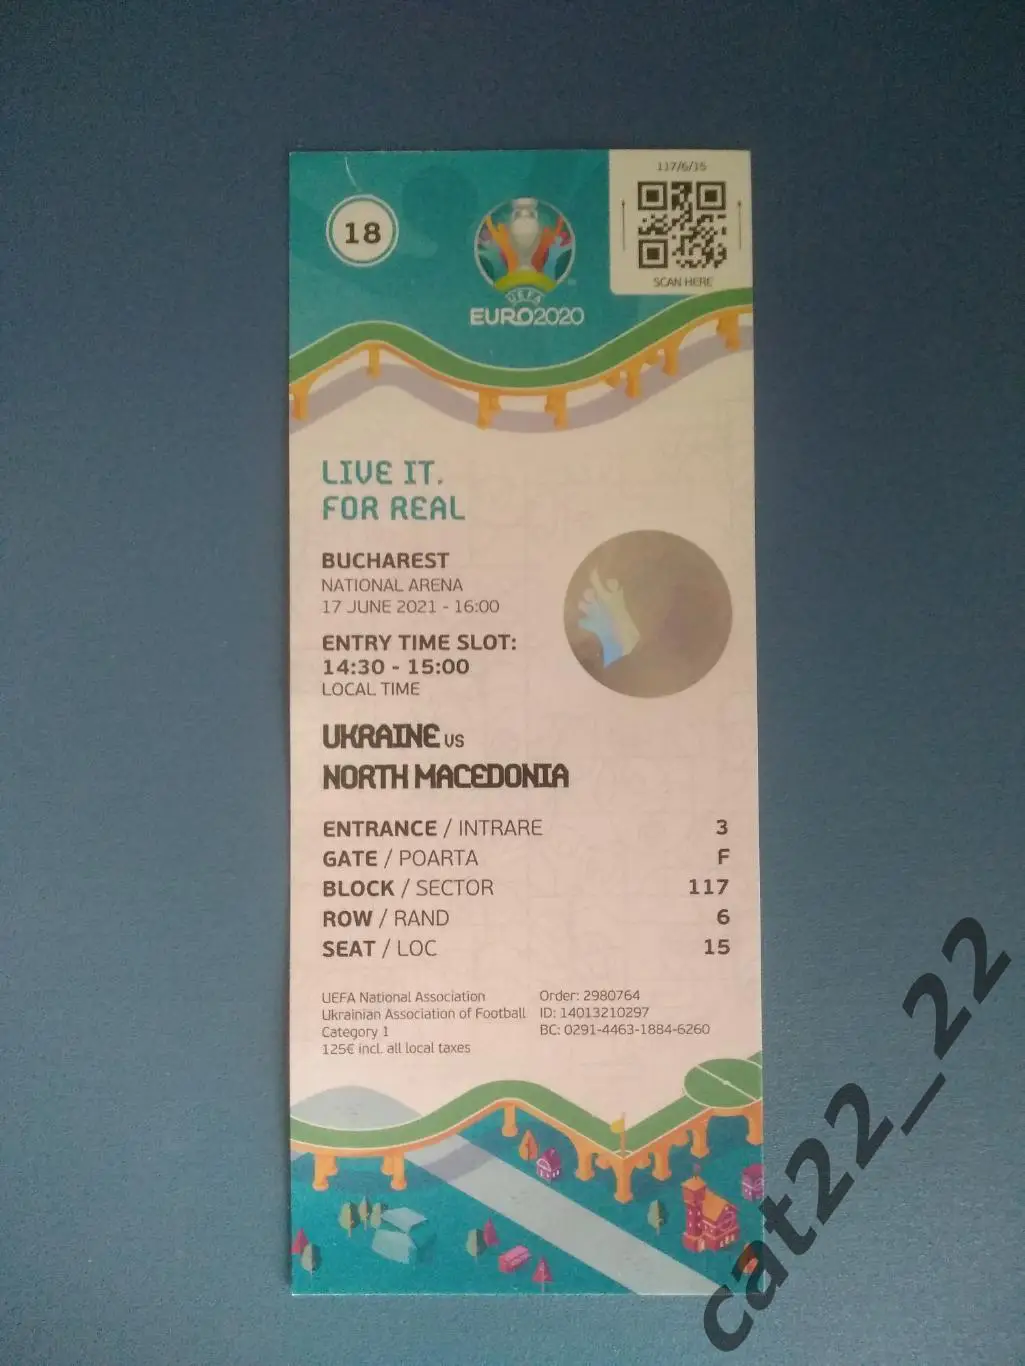 117/6/15
18
SCAN HERE
UEFA
EURO2020
LIVE IT.
FOR REAL
BUCHAREST
NATIONAL ARENA
17 JUNE 2021 - 16:00
ENTRY TIME SLOT:
14:30 - 15:00
LOCAL TIME
UKRAINE VS
NORTH MACEDONIA
ENTRANCE / INTRARE 3
GATE / POARTA F
BLOCK / SECTOR 117
ROW / RAND 6
SEAT / LOC 15
UEFA National Association Order: 2980764
Ukrainian Association of Football ID: 14013210297
Category 1 BC: 0291-4463-1884-6260
125€ incl. all local taxes
cat22_22